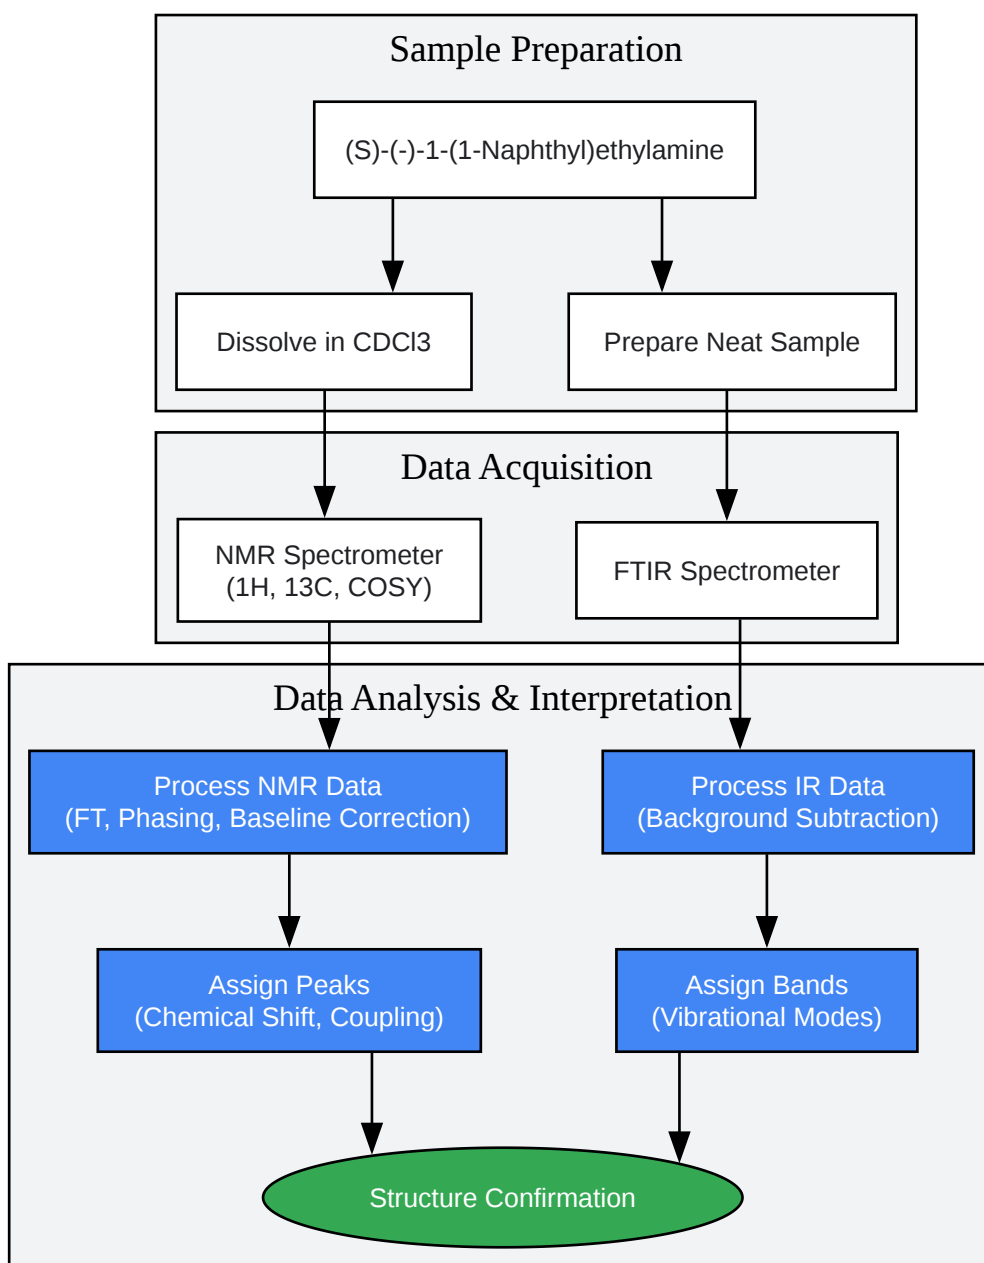 Sample Preparation
(S)-(-)-1-(1-Naphthyl)ethylamine
Dissolve in CDCl3
Prepare Neat Sample
Data Acquisition
NMR Spectrometer
(1H, 13C, COSY)
FTIR Spectrometer
Data Analysis & Interpretation
Process NMR Data
(FT, Phasing, Baseline Correction)
Process IR Data
(Background Subtraction)
Assign Peaks
(Chemical Shift, Coupling)
Assign Bands
(Vibrational Modes)
Structure Confirmation